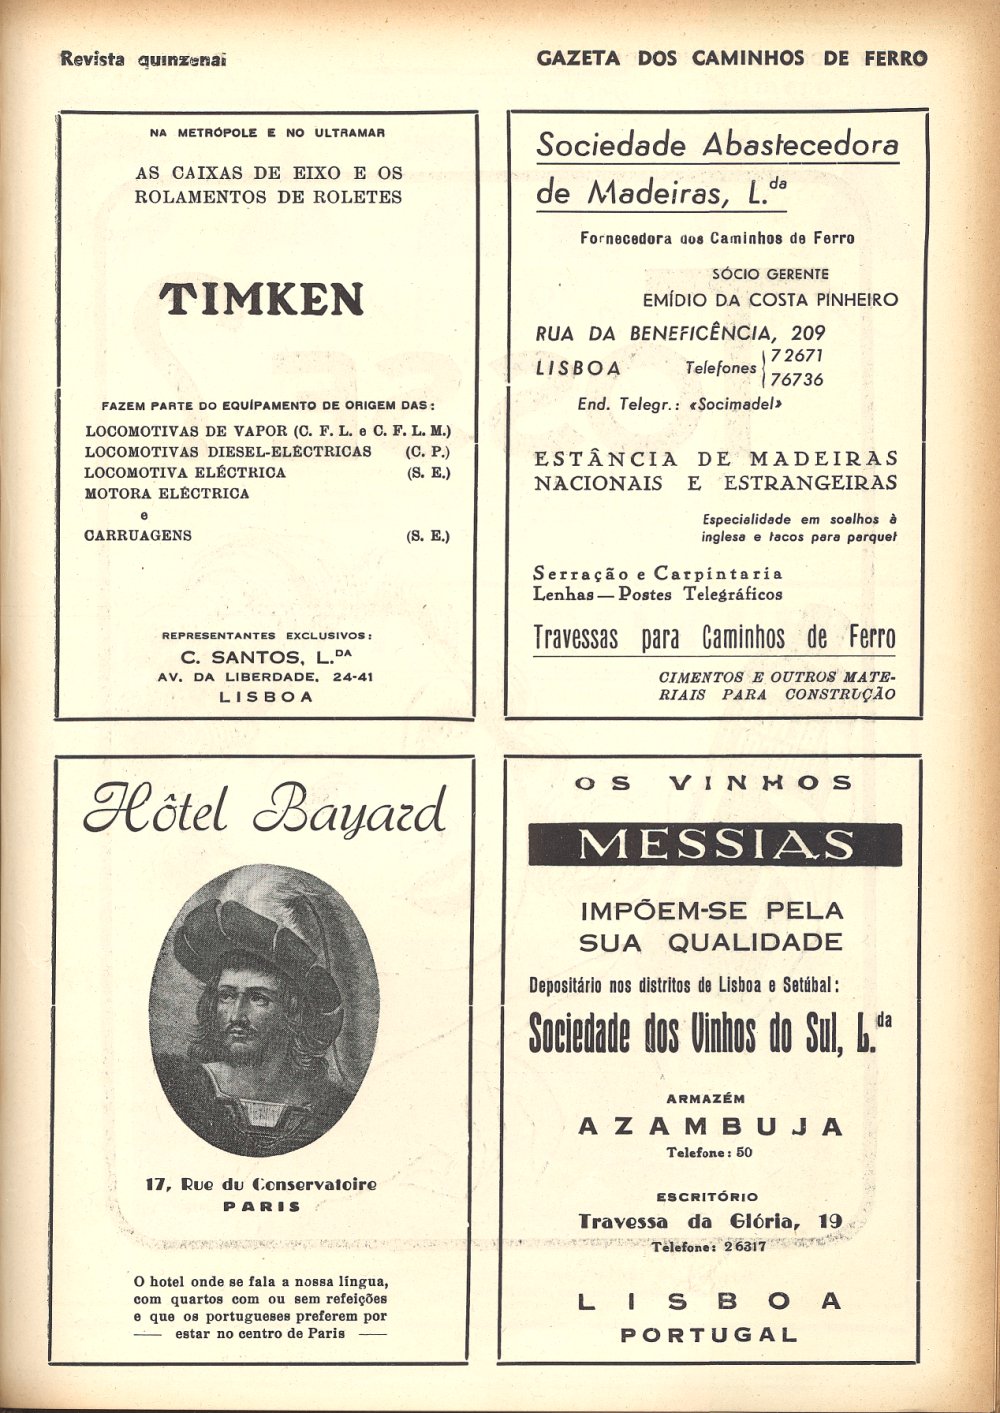 Revista quinzenal
GAZETA DOS CAMINHOS DE FERRO
NA METRÓPOLE E NO ULTRAMAR
AS CAIXAS DE EIXO E OS
ROLAMENTOS DE ROLETES
TIMKEN
FAZEM PARTE DO EQUÍPAMENTO DE ORIGEM DAS:
LOCOMOTIVAS DE VAPOR (C. F. L. e C. F. L. M.)
LOCOMOTIVAS DIESEL-ELÉCTRICAS (C. P.)
LOCOMOTIVA ELÉCTRICA (S. E.)
MOTORA ELÉCTRICA
e
CARRUAGENS (S. E.)
REPRESENTANTES EXCLUSIVOS:
C. SANTOS, L.DA
AV. DA LIBERDADE, 24-41
LISBOA
Sociedade Abastecedora
de Madeiras, L.da
Fornecedora dos Caminhos de Ferro
SÓCIO GERENTE
EMÍDIO DA COSTA PINHEIRO
RUA DA BENEFICÊNCIA, 209
LISBOA Telefones 72671
76736
End. Telegr.: «Socimadel»
ESTÂNCIA DE MADEIRAS
NACIONAIS E ESTRANGEIRAS
Especialidade em soalhos à
inglesa e tacos para parquet
Serração e Carpintaria
Lenhas — Postes Telegráficos
Travessas para Caminhos de Ferro
CIMENTOS E OUTROS MATE-
RIAIS PARA CONSTRUÇÃO
Hôtel Bayard
17, Rue du Conservatoire
PARIS
O hotel onde se fala a nossa língua,
com quartos com ou sem refeições
e que os portugueses preferem por
— estar no centro de Paris —
OS VINHOS
MESSIAS
IMPÕEM-SE PELA
SUA QUALIDADE
Depositário nos distritos de Lisboa e Setúbal:
Sociedade dos Vinhos do Sul, L.da
ARMAZÉM
AZAMBUJA
Telefone: 50
ESCRITÓRIO
Travessa da Glória, 19
Telefone: 26317
LISBOA
PORTUGAL